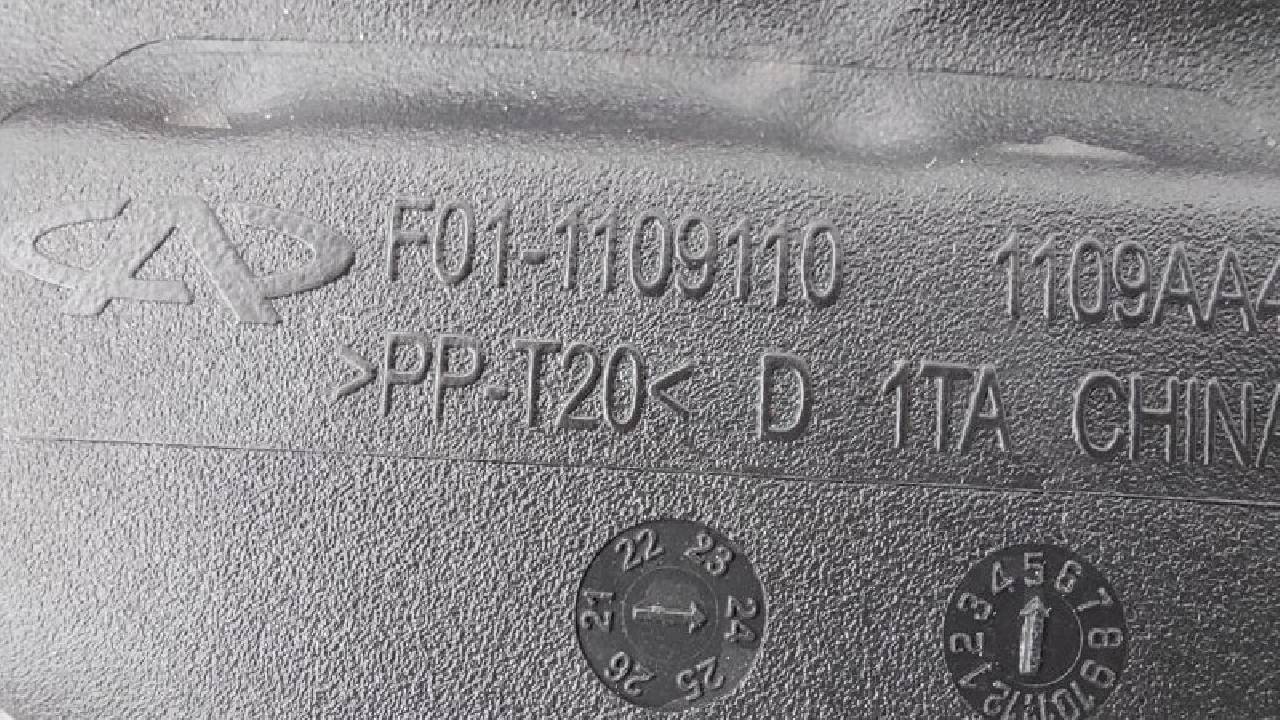 F01-1109110 1109AAA
>PP-T20< D 1TA CHINA
21 22 23 24 25 26
1 2 3 4 5 6 7 8 9 10 11 12